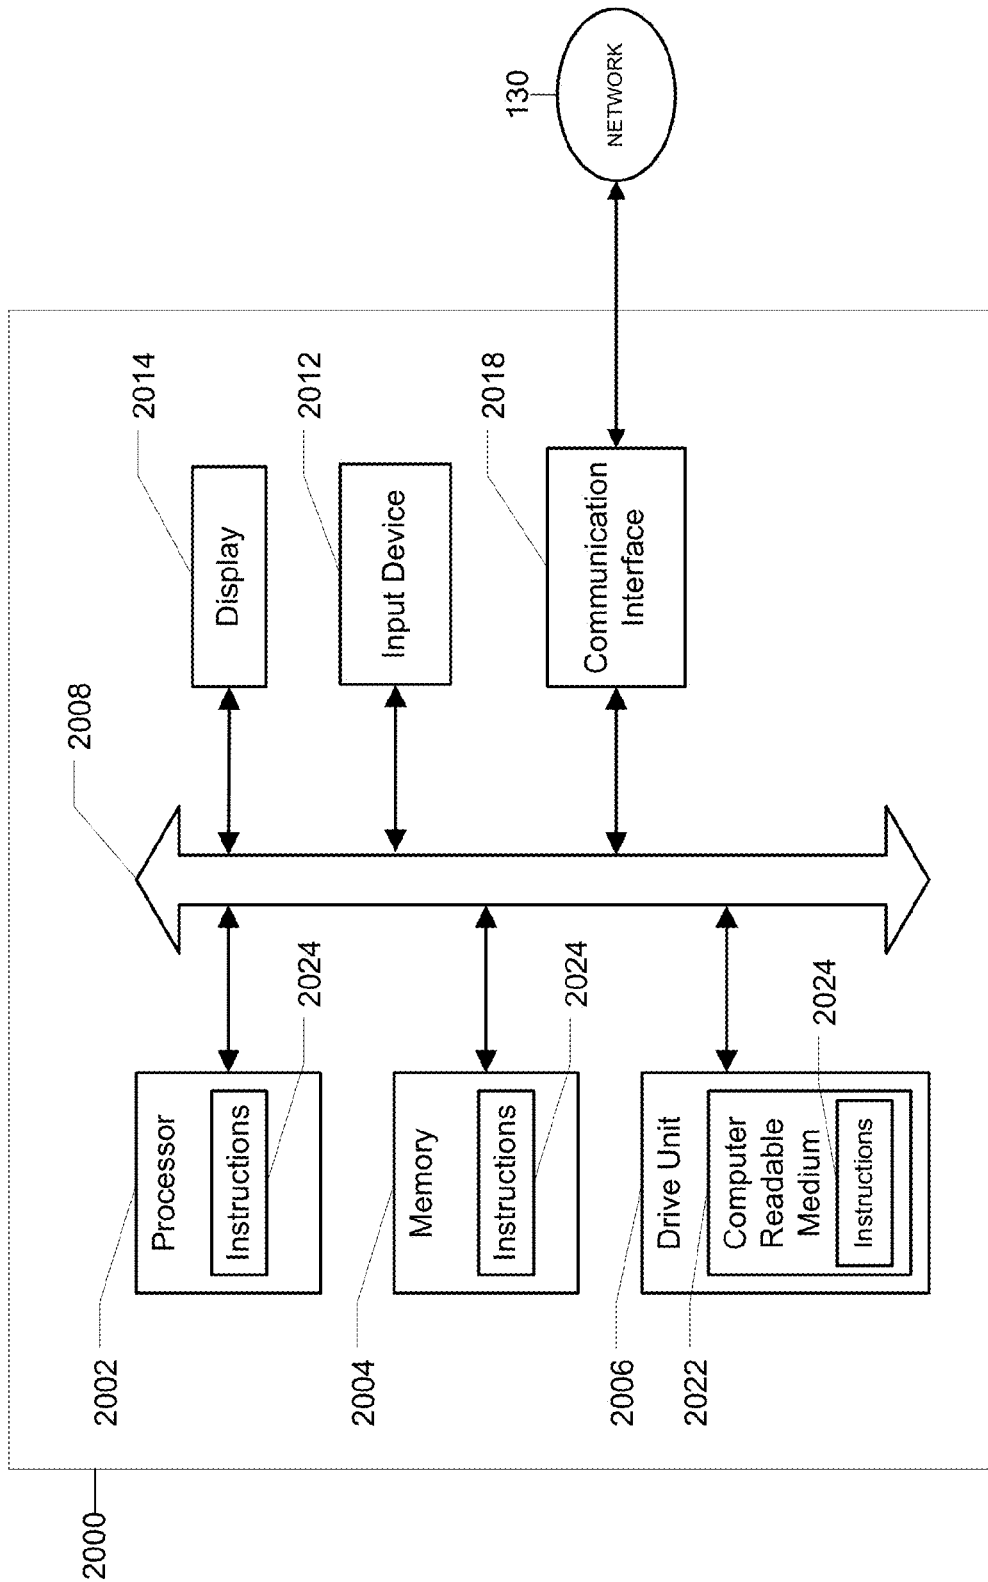 2000
2002
Processor
Instructions
2024
2004
Memory
Instructions
2024
2006
2022
Drive Unit
Computer
Readable
Medium
Instructions
2024
2008
Display
2014
Input Device
2012
Communication
Interface
2018
130
NETWORK